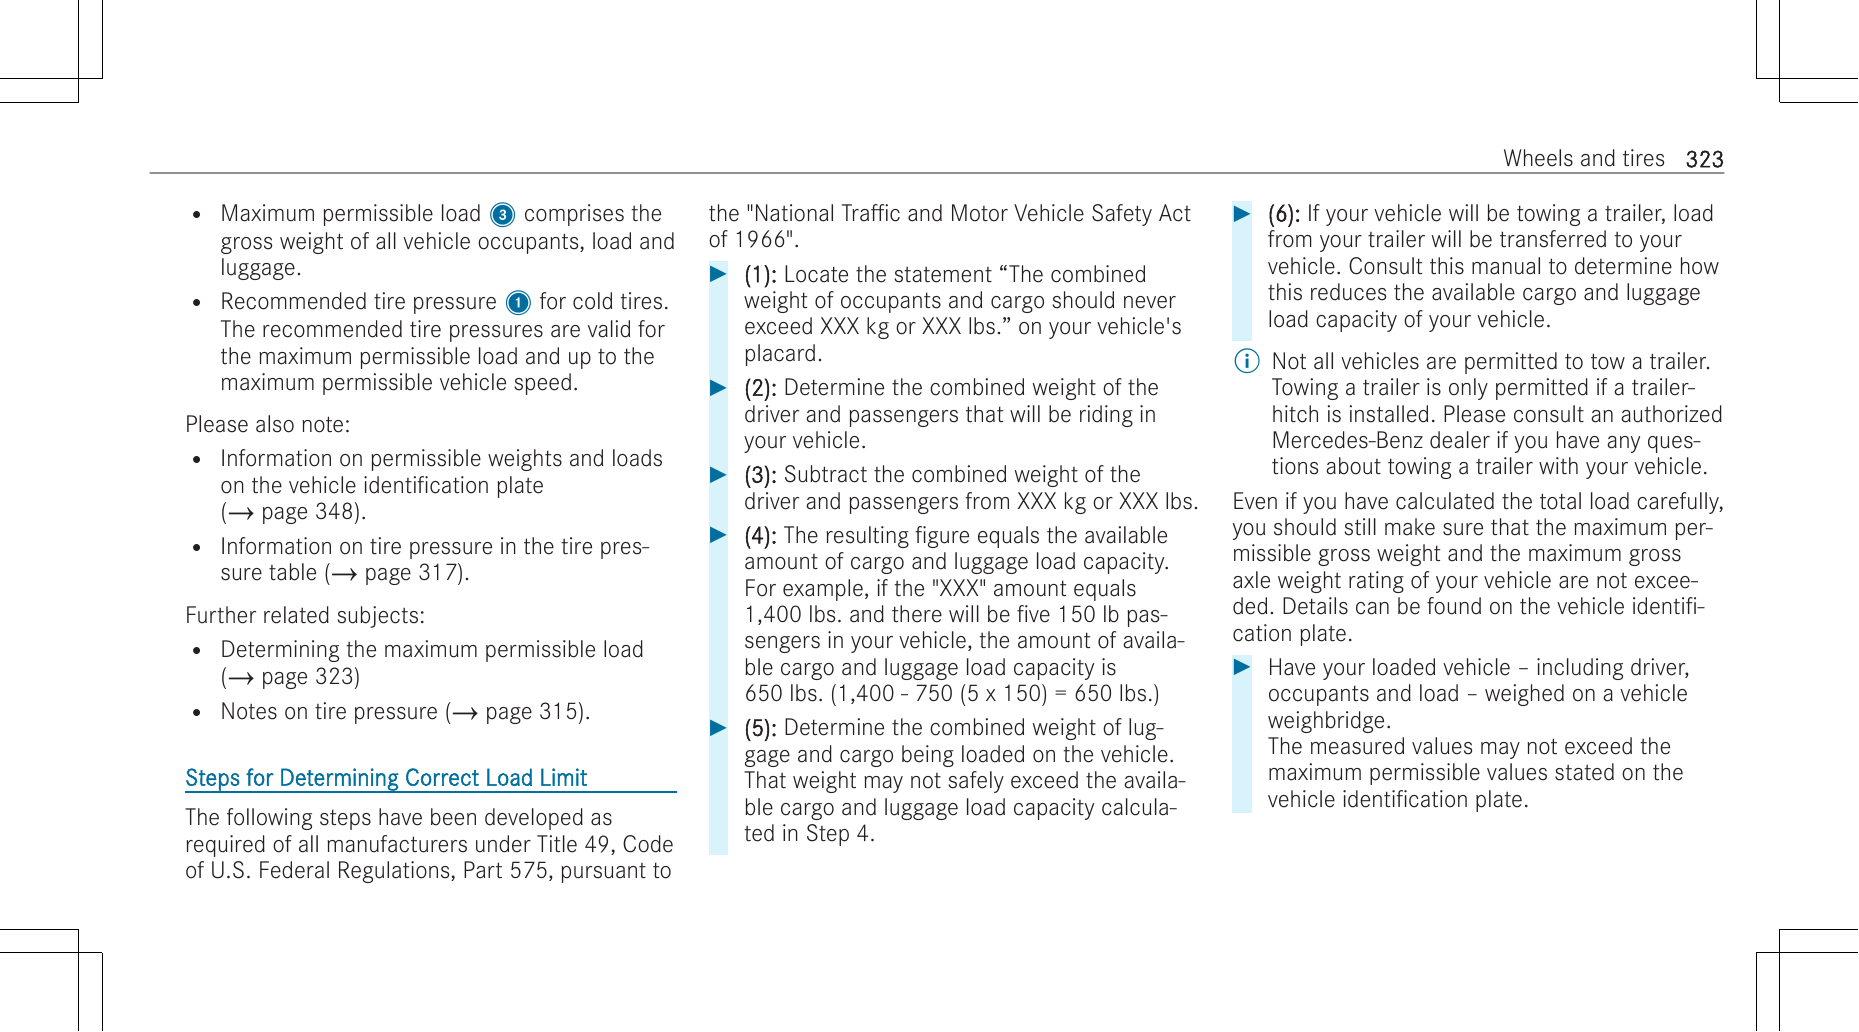 Wheels and tires 323
• Maximum permissible load 3 comprises the
gross weight of all vehicle occupants, load and
luggage.
• Recommended tire pressure 1 for cold tires.
The recommended tire pressures are valid for
the maximum permissible load and up to the
maximum permissible vehicle speed.
Please also note:
• Information on permissible weights and loads
on the vehicle identification plate
(→ page 348).
• Information on tire pressure in the tire pres-
sure table (→ page 317).
Further related subjects:
• Determining the maximum permissible load
(→ page 323)
• Notes on tire pressure (→ page 315).
Steps for Determining Correct Load Limit
The following steps have been developed as
required of all manufacturers under Title 49, Code
of U.S. Federal Regulations, Part 575, pursuant to
the "National Traffic and Motor Vehicle Safety Act
of 1966".
▶ (1): Locate the statement “The combined
weight of occupants and cargo should never
exceed XXX kg or XXX lbs.” on your vehicle's
placard.
▶ (2): Determine the combined weight of the
driver and passengers that will be riding in
your vehicle.
▶ (3): Subtract the combined weight of the
driver and passengers from XXX kg or XXX lbs.
▶ (4): The resulting figure equals the available
amount of cargo and luggage load capacity.
For example, if the "XXX" amount equals
1,400 lbs. and there will be five 150 lb pas-
sengers in your vehicle, the amount of availa-
ble cargo and luggage load capacity is
650 lbs. (1,400 - 750 (5 x 150) = 650 lbs.)
▶ (5): Determine the combined weight of lug-
gage and cargo being loaded on the vehicle.
That weight may not safely exceed the availa-
ble cargo and luggage load capacity calcula-
ted in Step 4.
▶ (6): If your vehicle will be towing a trailer, load
from your trailer will be transferred to your
vehicle. Consult this manual to determine how
this reduces the available cargo and luggage
load capacity of your vehicle.
i Not all vehicles are permitted to tow a trailer.
Towing a trailer is only permitted if a trailer-
hitch is installed. Please consult an authorized
Mercedes-Benz dealer if you have any ques-
tions about towing a trailer with your vehicle.
Even if you have calculated the total load carefully,
you should still make sure that the maximum per-
missible gross weight and the maximum gross
axle weight rating of your vehicle are not excee-
ded. Details can be found on the vehicle identifi-
cation plate.
▶ Have your loaded vehicle – including driver,
occupants and load – weighed on a vehicle
weighbridge.
The measured values may not exceed the
maximum permissible values stated on the
vehicle identification plate.